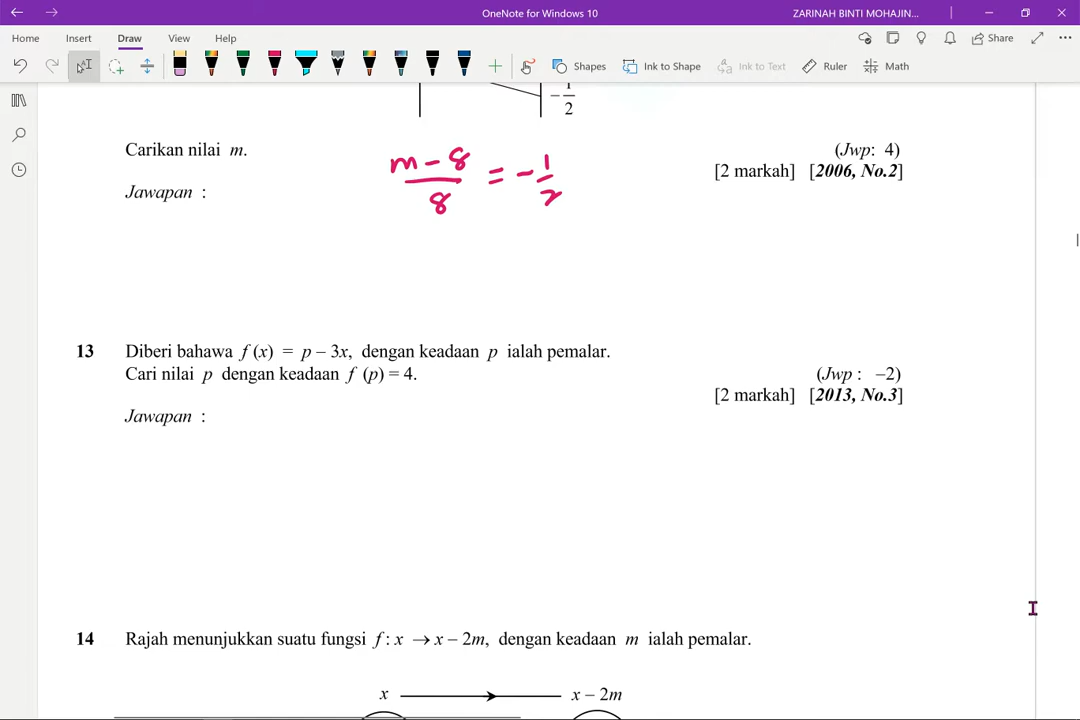 OneNote for Windows 10
ZARINAH BINTI MOHAJIN...
Home Insert Draw View Help
Share
Shapes
Ink to Shape
Ink to Text
Ruler
Math
− 1/2
Carikan nilai m.
(Jwp: 4)
[2 markah] [2006, No.2]
Jawapan :
m − 8 / 8 = − 1/2
13 Diberi bahawa f (x) = p − 3x, dengan keadaan p ialah pemalar.
Cari nilai p dengan keadaan f (p) = 4.
(Jwp : −2)
[2 markah] [2013, No.3]
Jawapan :
14 Rajah menunjukkan suatu fungsi f : x → x − 2m, dengan keadaan m ialah pemalar.
x x − 2m